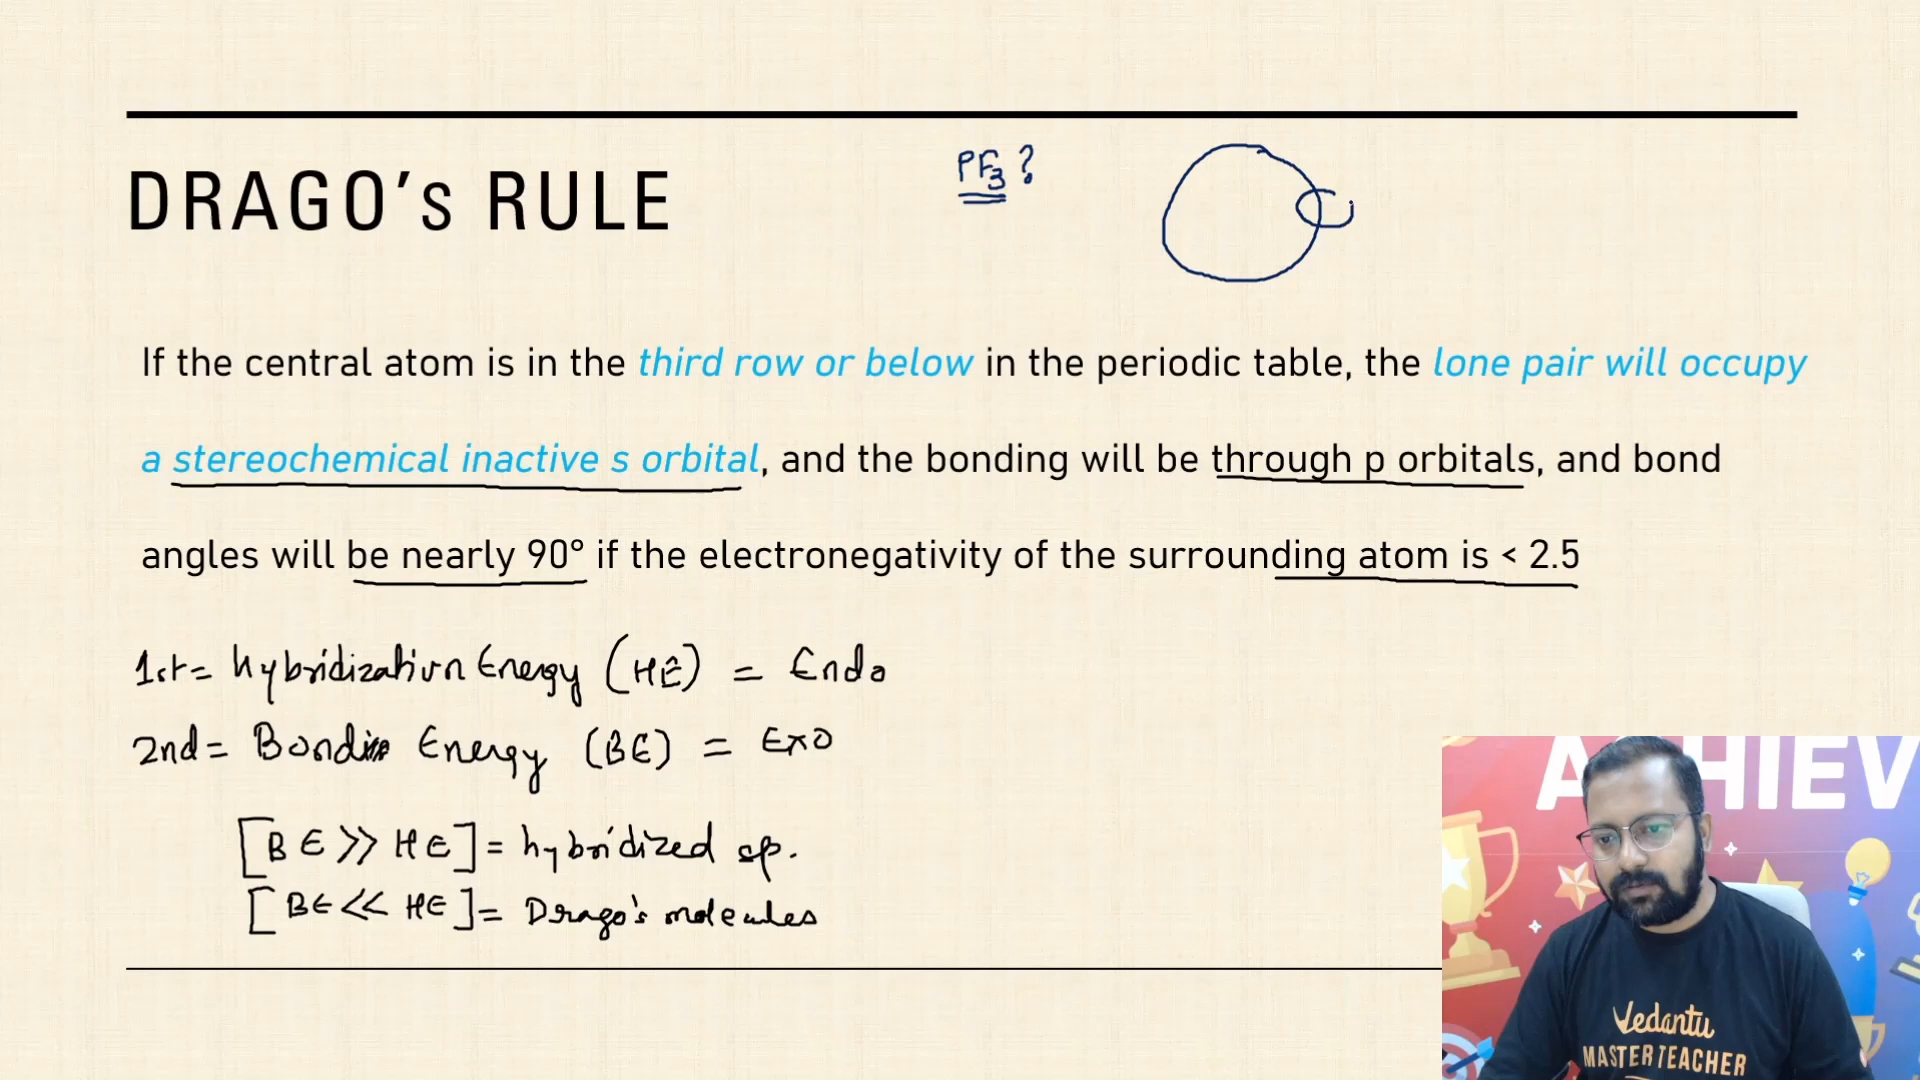 DRAGO’s RULE
PF3 ?
If the central atom is in the third row or below in the periodic table, the lone pair will occupy
a stereochemical inactive s orbital, and the bonding will be through p orbitals, and bond
angles will be nearly 90° if the electronegativity of the surrounding atom is < 2.5
1st = hybridization Energy (HE) = Endo
2nd = Energy (BE) = Exo
[BE >> HE] = hybridized sp.
[BE << HE] = Drago's molecules
ACHIEV
Vedantu
MASTER TEACHER